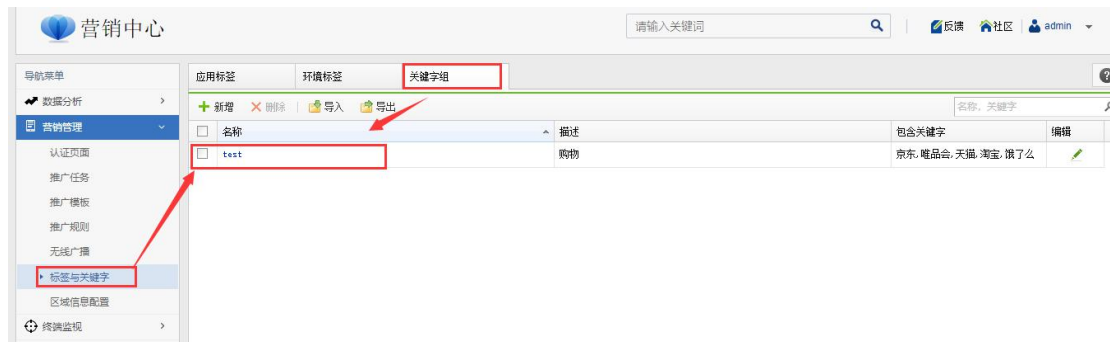 营销中心
请输入关键词
反馈
社区
admin
导航菜单
应用标签
环境标签
关键字组
数据分析
新增
删除
导入
导出
名称、关键字
营销管理
名称
描述
包含关键字
编辑
认证页面
test
购物
京东,唯品会,天猫,淘宝,饿了么
推广任务
推广模板
推广规则
无线广播
标签与关键字
区域信息配置
终端监视